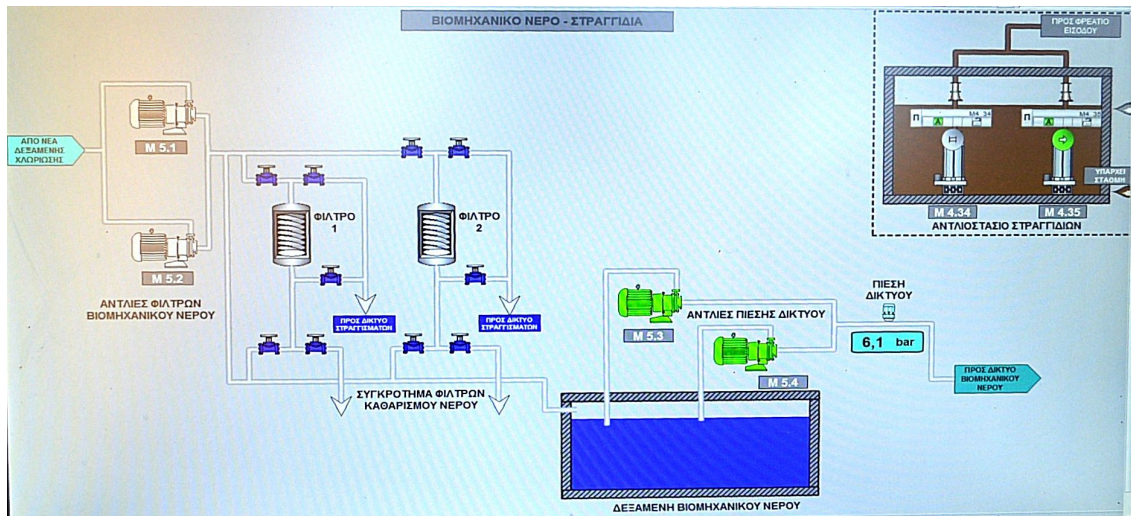 ΒΙΟΜΗΧΑΝΙΚΟ ΝΕΡΟ - ΣΤΡΑΓΓΙΔΙΑ
ΠΡΟΣ ΦΡΕΑΤΙΟ
ΕΙΣΟΔΟΥ
Π
Α
M4_34
Π
Α
M4_35
ΥΠΑΡΧΕΙ
ΣΤΑΘΜΗ
M 4.34
M 4.35
ΑΝΤΛΙΟΣΤΑΣΙΟ ΣΤΡΑΓΓΙΔΙΩΝ
ΑΠΟ ΝΕΑ
ΔΕΞΑΜΕΝΗ
ΧΛΩΡΙΩΣΗΣ
M 5.1
M 5.2
ΑΝΤΛΙΕΣ ΦΙΛΤΡΩΝ
ΒΙΟΜΗΧΑΝΙΚΟΥ ΝΕΡΟΥ
ΦΙΛΤΡΟ
1
ΦΙΛΤΡΟ
2
ΠΡΟΣ ΔΙΚΤΥΟ
ΣΤΡΑΓΓΙΣΜΑΤΩΝ
ΠΡΟΣ ΔΙΚΤΥΟ
ΣΤΡΑΓΓΙΣΜΑΤΩΝ
ΣΥΓΚΡΟΤΗΜΑ ΦΙΛΤΡΩΝ
ΚΑΘΑΡΙΣΜΟΥ ΝΕΡΟΥ
M 5.3
ΑΝΤΛΙΕΣ ΠΙΕΣΗΣ ΔΙΚΤΥΟΥ
M 5.4
ΠΙΕΣΗ
ΔΙΚΤΥΟΥ
6,1 bar
ΠΡΟΣ ΔΙΚΤΥΟ
ΒΙΟΜΗΧΑΝΙΚΟΥ
ΝΕΡΟΥ
ΔΕΞΑΜΕΝΗ ΒΙΟΜΗΧΑΝΙΚΟΥ ΝΕΡΟΥ